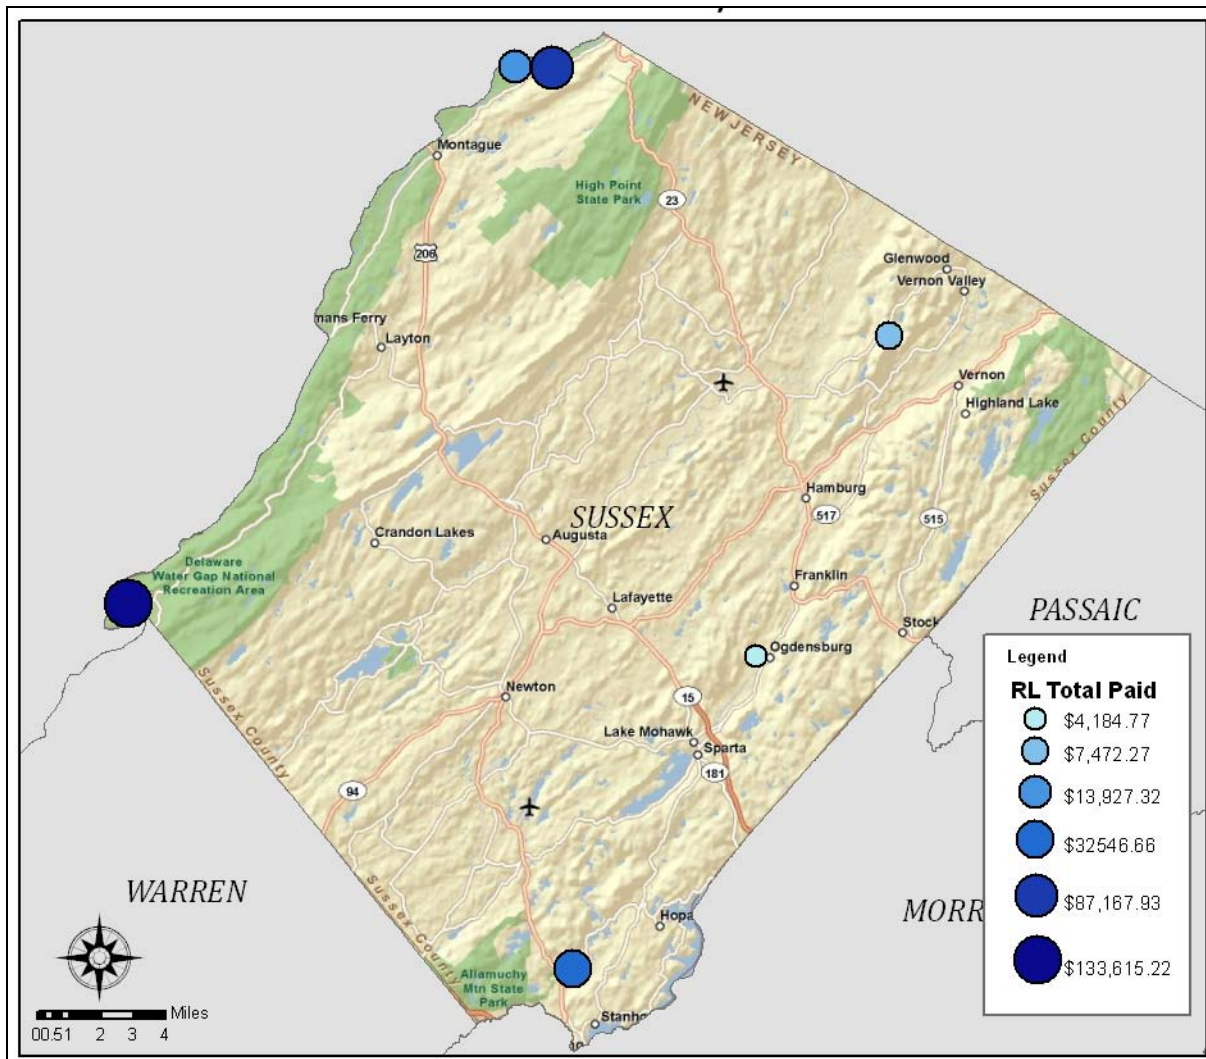 Montague
High Point
State Park
NEW JERSEY
23
206
Glenwood
Vernon Valley
mans Ferry
Layton
Vernon
Highland Lake
Sussex County
Hamburg
SUSSEX
517
515
Crandon Lakes
Augusta
Delaware
Water Gap National
Recreation Area
Franklin
Lafayette
PASSAIC
Stock
Ogdensburg
Sussex County
Newton
15
Lake Mohawk
Sparta
181
94
Legend
RL Total Paid
$4,184.77
$7,472.27
$13,927.32
$32546.66
$87,167.93
$133,615.22
WARREN
Sussex County
MORR
Hopa
Allamuchy
Mtn State
Park
Stanho
Miles
00.51 2 3 4